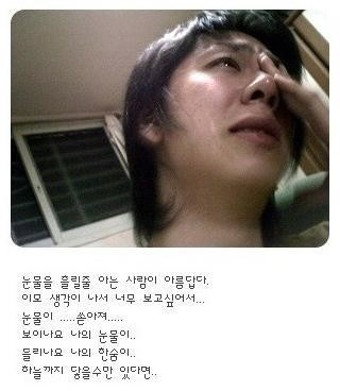 눈물을 흘릴줄 아는 사람이 아름답다.
이모 생각이 나서 너무 보고싶어서...
눈물이 .....쏟아져.....
보이나요 나의 눈물이..
들리나요 나의 한숨이..
하늘까지 닿을수만 있다면..